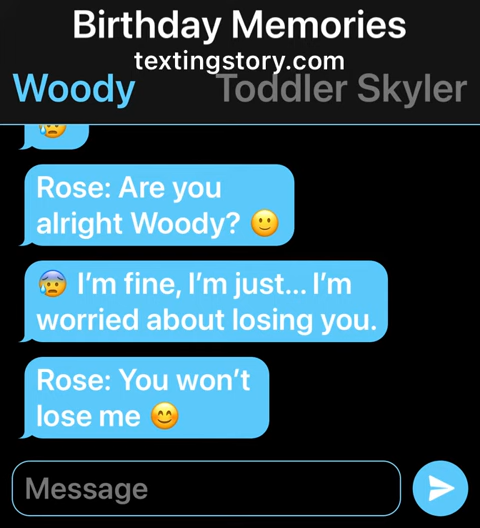 Birthday Memories
textingstory.com
Woody Toddler Skyler
😰
Rose: Are you
alright Woody? 🙂
😰 I’m fine, I’m just... I’m
worried about losing you.
Rose: You won’t
lose me 😊
Message